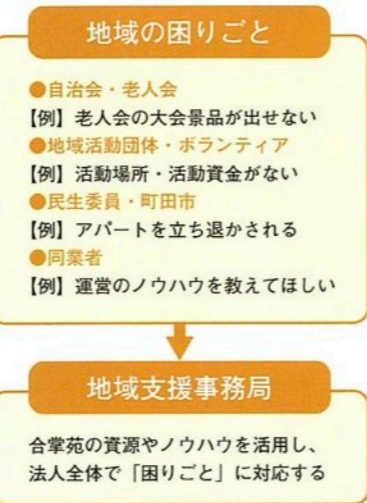 地域の困りごと
●自治会・老人会
【例】老人会の大会景品が出せない
●地域活動団体・ボランティア
【例】活動場所・活動資金がない
●民生委員・町田市
【例】アパートを立ち退かされる
●同業者
【例】運営のノウハウを教えてほしい
地域支援事務局
合掌苑の資源やノウハウを活用し、
法人全体で「困りごと」に対応する